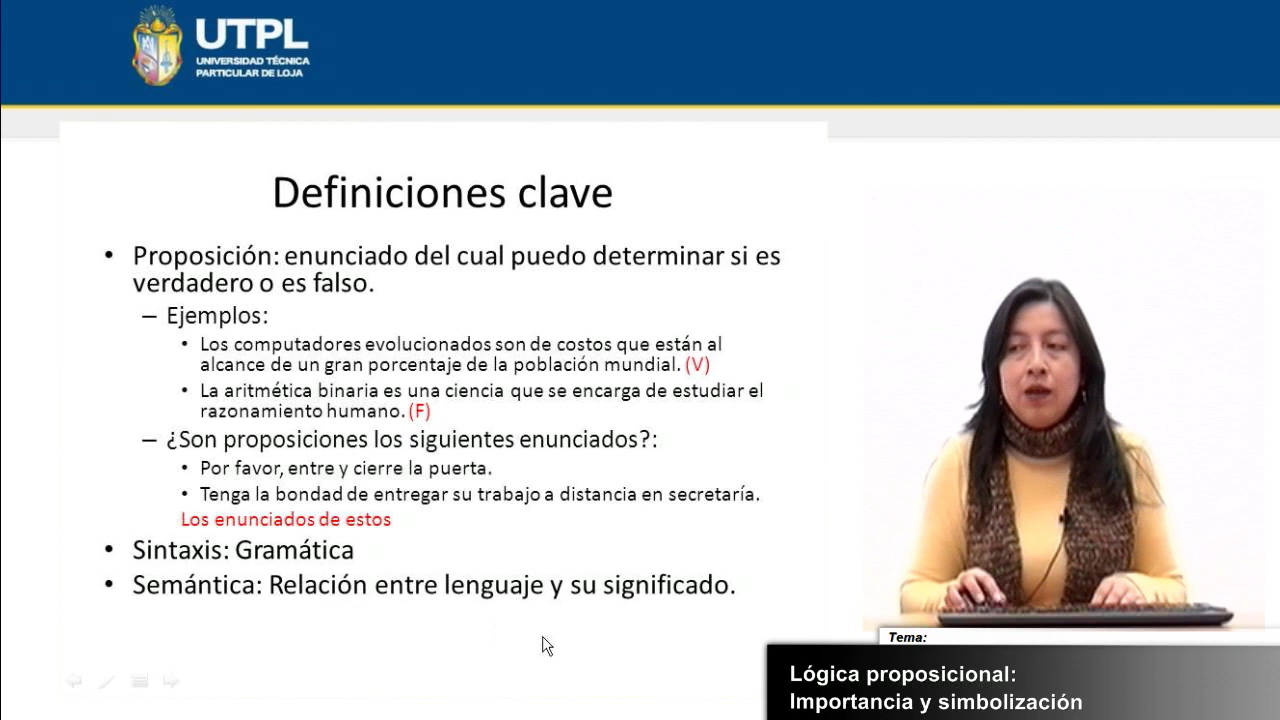 UTPL
UNIVERSIDAD TÉCNICA
PARTICULAR DE LOJA
Definiciones clave
• Proposición: enunciado del cual puedo determinar si es
verdadero o es falso.
– Ejemplos:
• Los computadores evolucionados son de costos que están al
alcance de un gran porcentaje de la población mundial. (V)
• La aritmética binaria es una ciencia que se encarga de estudiar el
razonamiento humano. (F)
– ¿Son proposiciones los siguientes enunciados?:
• Por favor, entre y cierre la puerta.
• Tenga la bondad de entregar su trabajo a distancia en secretaría.
Los enunciados de estos
• Sintaxis: Gramática
• Semántica: Relación entre lenguaje y su significado.
Tema:
Lógica proposicional:
Importancia y simbolización